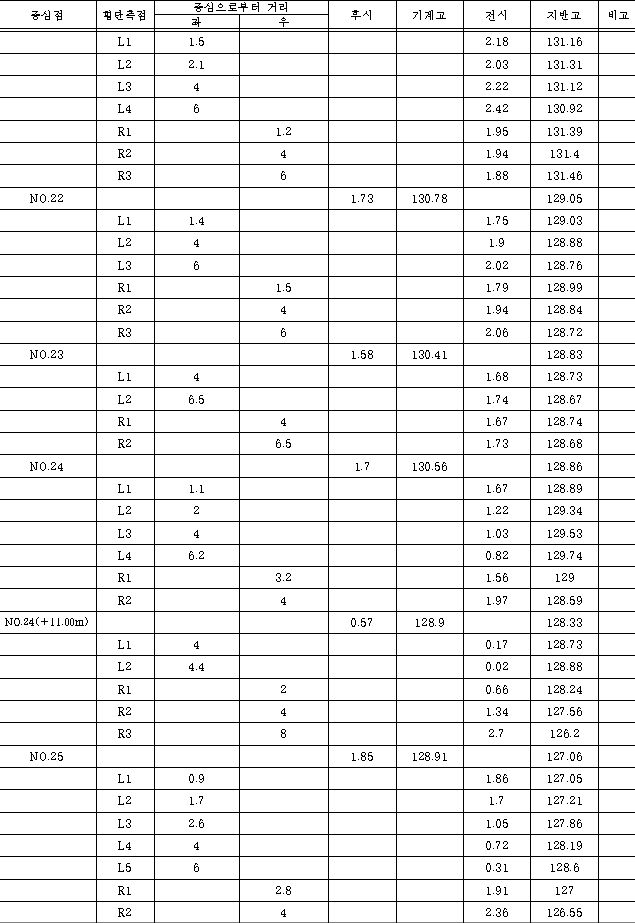 중심점 횡단측점 중심으로부터 거리 후시 기계고 전시 지반고 비고
좌 우
L1 1.5 2.18 131.16
L2 2.1 2.03 131.31
L3 4 2.22 131.12
L4 6 2.42 130.92
R1 1.2 1.95 131.39
R2 4 1.94 131.4
R3 6 1.88 131.46
NO.22 1.73 130.78 129.05
L1 1.4 1.75 129.03
L2 4 1.9 128.88
L3 6 2.02 128.76
R1 1.5 1.79 128.99
R2 4 1.94 128.84
R3 6 2.06 128.72
NO.23 1.58 130.41 128.83
L1 4 1.68 128.73
L2 6.5 1.74 128.67
R1 4 1.67 128.74
R2 6.5 1.73 128.68
NO.24 1.7 130.56 128.86
L1 1.1 1.67 128.89
L2 2 1.22 129.34
L3 4 1.03 129.53
L4 6.2 0.82 129.74
R1 3.2 1.56 129
R2 4 1.97 128.59
NO.24(+11.00m) 0.57 128.9 128.33
L1 4 0.17 128.73
L2 4.4 0.02 128.88
R1 2 0.66 128.24
R2 4 1.34 127.56
R3 8 2.7 126.2
NO.25 1.85 128.91 127.06
L1 0.9 1.86 127.05
L2 1.7 1.7 127.21
L3 2.6 1.05 127.86
L4 4 0.72 128.19
L5 6 0.31 128.6
R1 2.8 1.91 127
R2 4 2.36 126.55